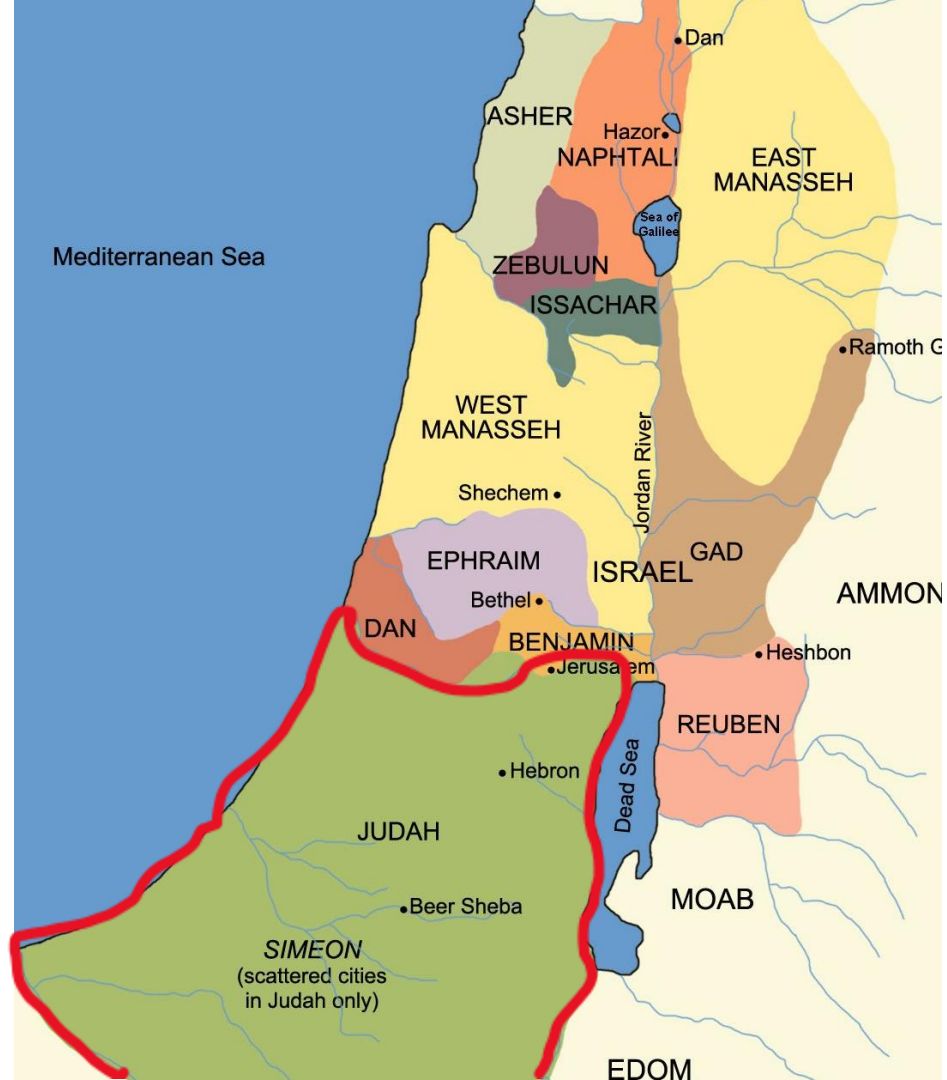 Dan
ASHER
Hazor
NAPHTALI
EAST
MANASSEH
Sea of
Galilee
Mediterranean Sea
ZEBULUN
ISSACHAR
Ramoth G
WEST
MANASSEH
Jordan River
Shechem
GAD
EPHRAIM
ISRAEL
AMMON
Bethel
DAN
BENJAMIN
Heshbon
Jerusalem
REUBEN
Hebron
Dead Sea
JUDAH
MOAB
Beer Sheba
SIMEON
(scattered cities
in Judah only)
EDOM